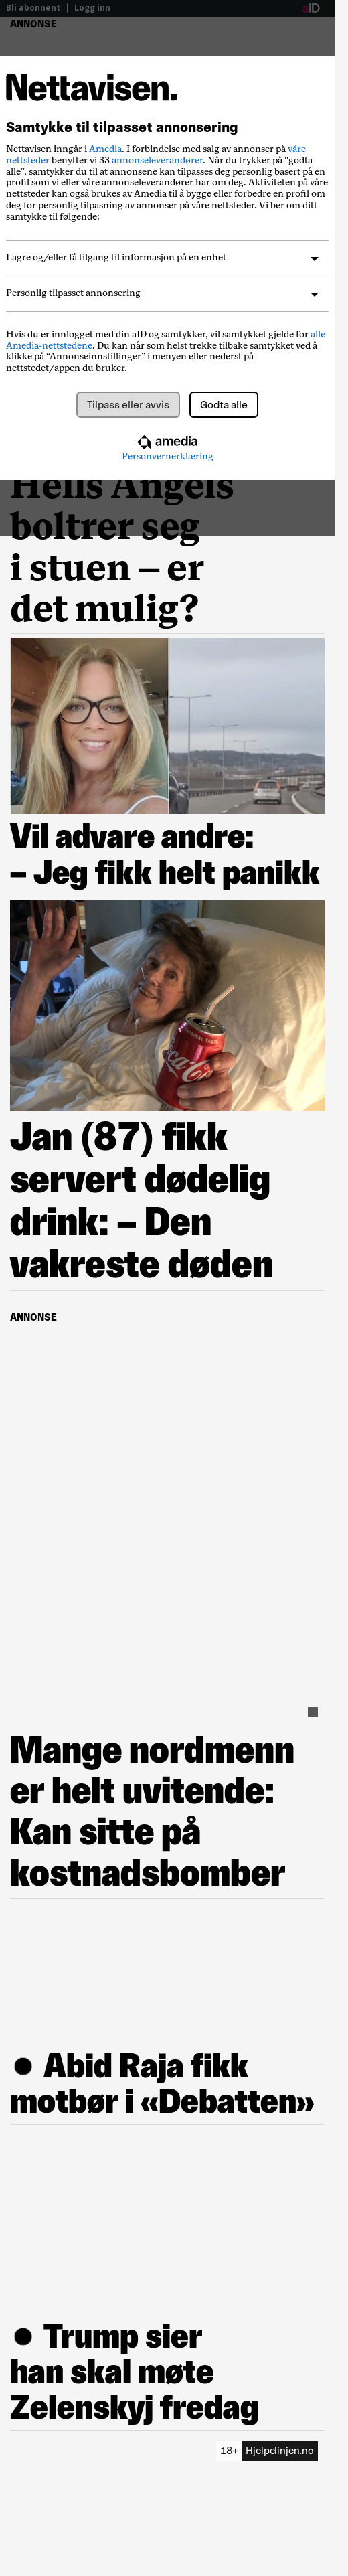 Bli abonnent | Logg inn
aID
ANNONSE
Nettavisen.
Samtykke til tilpasset annonsering
Nettavisen inngår i Amedia. I forbindelse med salg av annonser på våre
nettsteder benytter vi 33 annonseleverandører. Når du trykker på "godta
alle", samtykker du til at annonsene kan tilpasses deg personlig basert på en
profil som vi eller våre annonseleverandører har om deg. Aktiviteten på våre
nettsteder kan også brukes av Amedia til å bygge eller forbedre en profil om
deg for personlig tilpasning av annonser på våre nettsteder. Vi ber om ditt
samtykke til følgende:
Lagre og/eller få tilgang til informasjon på en enhet
Personlig tilpasset annonsering
Hvis du er innlogget med din aID og samtykker, vil samtykket gjelde for alle
Amedia-nettstedene. Du kan når som helst trekke tilbake samtykket ved å
klikke på “Annonseinnstillinger” i menyen eller nederst på
nettstedet/appen du bruker.
Tilpass eller avvis
Godta alle
amedia
Personvernerklæring
Hells Angels
boltrer seg
i stuen – er
det mulig?
Vil advare andre:
– Jeg fikk helt panikk
Coca-Cola
Jan (87) fikk
servert dødelig
drink: – Den
vakreste døden
ANNONSE
Mange nordmenn
er helt uvitende:
Kan sitte på
kostnadsbomber
● Abid Raja fikk
motbør i «Debatten»
● Trump sier
han skal møte
Zelenskyj fredag
18+ Hjelpelinjen.no